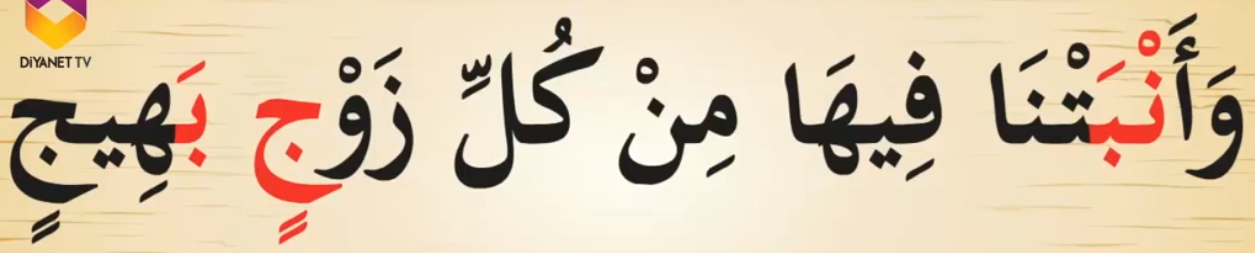 DİYANET TV
وَأَنْبَتْنَا فِيهَا مِنْ كُلِّ زَوْجٍ بَهِيجٍ